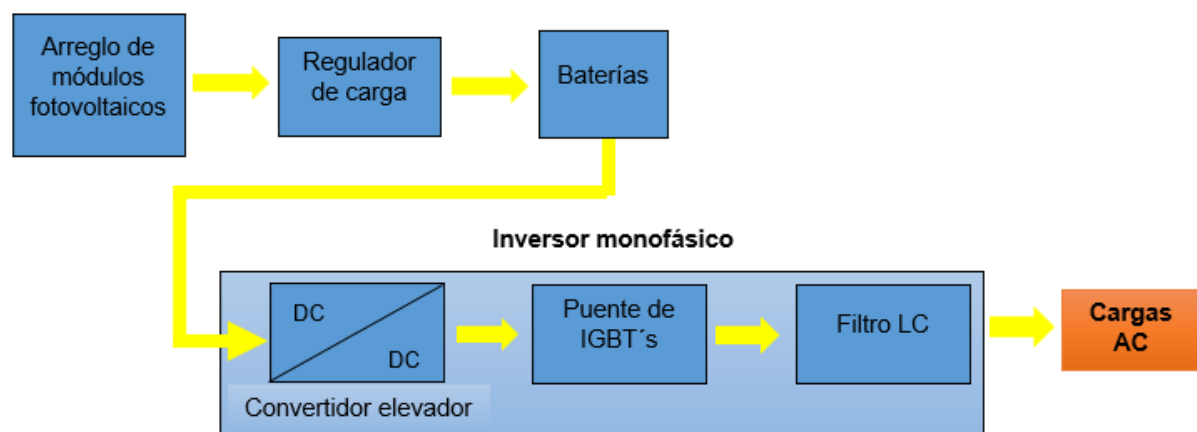 Arreglo de
módulos
fotovoltaicos
Regulador
de carga
Baterías
Inversor monofásico
DC
DC
Convertidor elevador
Puente de
IGBT´s
Filtro LC
Cargas
AC